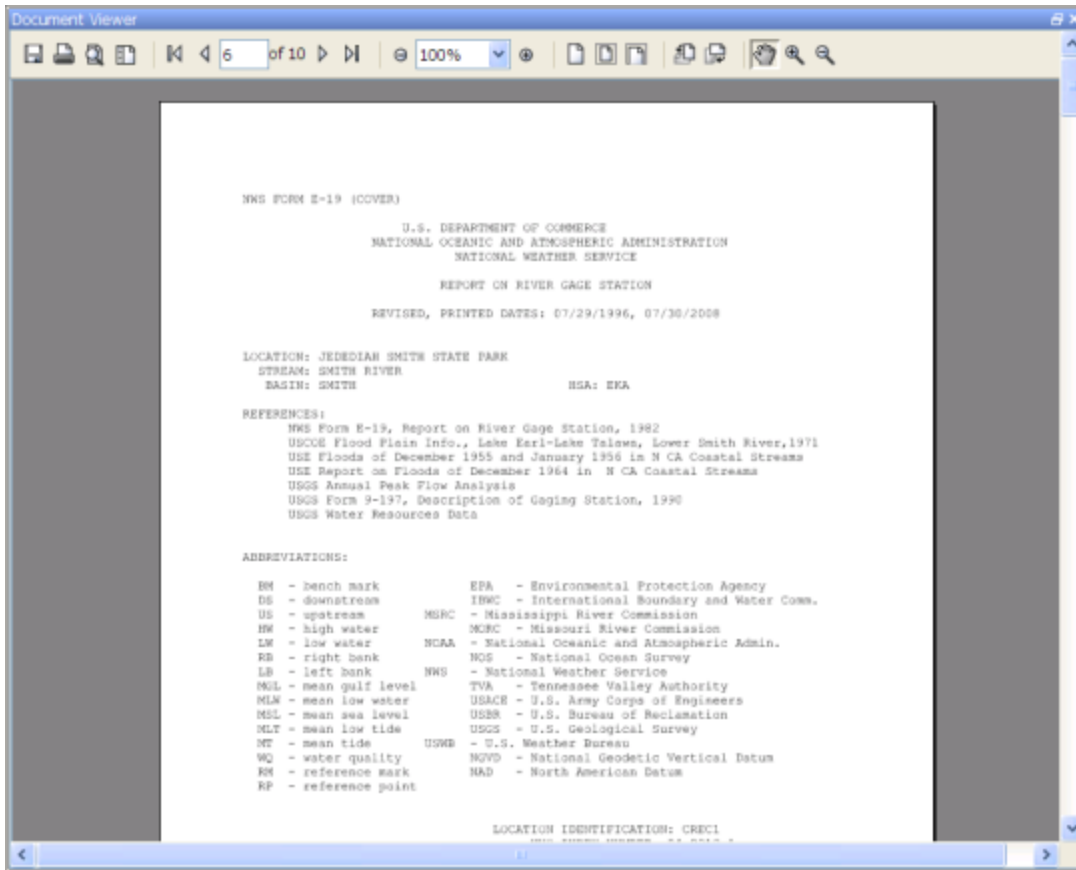 Document Viewer
6 of 10 100%
NWS FORM E-19 (COVER)
U.S. DEPARTMENT OF COMMERCE
NATIONAL OCEANIC AND ATMOSPHERIC ADMINISTRATION
NATIONAL WEATHER SERVICE
REPORT ON RIVER GAGE STATION
REVISED, PRINTED DATES: 07/29/1996, 07/30/2008
LOCATION: JEDEDIAH SMITH STATE PARK
STREAM: SMITH RIVER
BASIN: SMITH HSA: EKA
REFERENCES:
NWS Form E-19, Report on River Gage Station, 1982
USCOE Flood Plain Info., Lake Earl-Lake Talawa, Lower Smith River,1971
USE Floods of December 1955 and January 1956 in N CA Coastal Streams
USE Report on Floods of December 1964 in N CA Coastal Streams
USGS Annual Peak Flow Analysis
USGS Form 9-197, Description of Gaging Station, 1990
USGS Water Resources Data
ABBREVIATIONS:
BM - bench mark EPA - Environmental Protection Agency
DS - downstream IBWC - International Boundary and Water Comm.
US - upstream MSRC - Mississippi River Commission
HW - high water MORC - Missouri River Commission
LW - low water NOAA - National Oceanic and Atmospheric Admin.
RB - right bank NOS - National Ocean Survey
LB - left bank NWS - National Weather Service
MGL - mean gulf level TVA - Tennessee Valley Authority
MLW - mean low water USACE - U.S. Army Corps of Engineers
MSL - mean sea level USBR - U.S. Bureau of Reclamation
MLT - mean low tide USGS - U.S. Geological Survey
MT - mean tide USWB - U.S. Weather Bureau
WQ - water quality NGVD - National Geodetic Vertical Datum
RM - reference mark NAD - North American Datum
RP - reference point
LOCATION IDENTIFICATION: CREC1